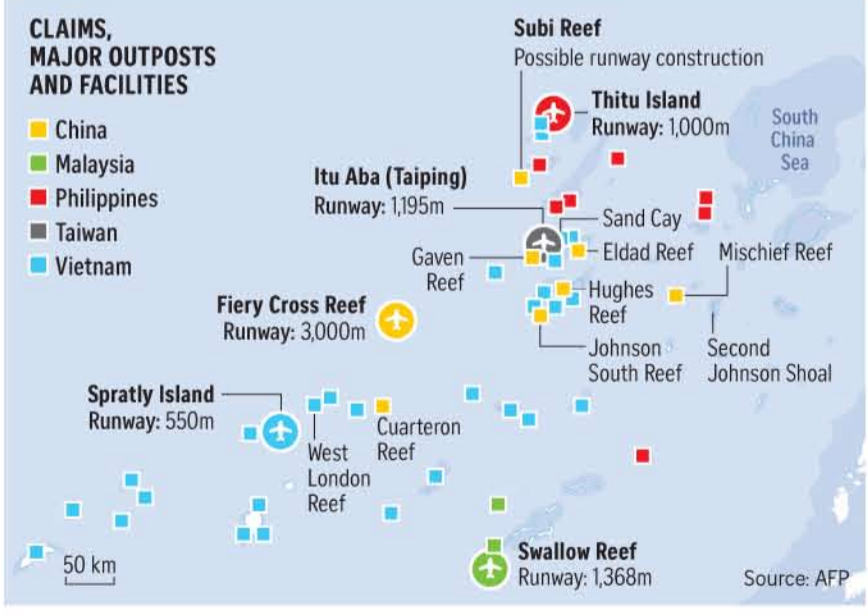 CLAIMS,
MAJOR OUTPOSTS
AND FACILITIES
China
Malaysia
Philippines
Taiwan
Vietnam
Subi Reef
Possible runway construction
Thitu Island
Runway: 1,000m
South
China
Sea
Itu Aba (Taiping)
Runway: 1,195m
Sand Cay
Gaven
Reef
Eldad Reef
Mischief Reef
Hughes
Reef
Fiery Cross Reef
Runway: 3,000m
Johnson
South Reef
Second
Johnson Shoal
Spratly Island
Runway: 550m
West
London
Reef
Cuarteron
Reef
50 km
Swallow Reef
Runway: 1,368m
Source: AFP